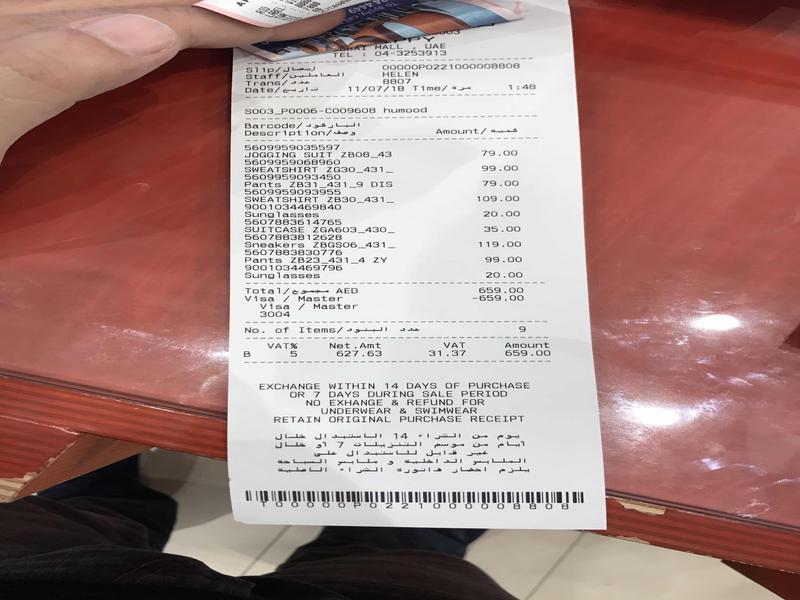 MALL , UAE
TEL : 04-3253913
Slip/إيصال 00000P0221000008808
Staff/العاملين HELEN
Trans/عدد 8807
Date/تاريخ 11/07/18 Time/مره 1:48
S003_P0006-C009608 humood
Barcode/الباركود
Description/وصف Amount/كميه
5609959035597
JOGGING SUIT ZB08_43 79.00
5609959068960
SWEATSHIRT ZG30_431_ 99.00
5609959093450
Pants ZB31_431_9 DIS 79.00
5609959093955
SWEATSHIRT ZB30_431_ 109.00
9001034469840
Sunglasses 20.00
5607883614765
SUITCASE ZGA603_430_ 35.00
5607883812628
Sneakers ZBGS06_431_ 119.00
5607883830776
Pants ZB23_431_4 ZY 99.00
9001034469796
Sunglasses 20.00
Total/مجموع AED 659.00
Visa / Master -659.00
Visa / Master
3004
No. of Items/عدد البنود 9
VAT% Net.Amt VAT Amount
B 5 627.63 31.37 659.00
EXCHANGE WITHIN 14 DAYS OF PURCHASE
OR 7 DAYS DURING SALE PERIOD
NO EXHANGE & REFUND FOR
UNDERWEAR & SWIMWEAR
RETAIN ORIGINAL PURCHASE RECEIPT
يوم من الشراء 14 الاستبدال خلال
أيام من موسم التنزيلات 7 أو خلال
غير قابل للاستبدال على
الملابس الداخلية و ملابس السباحة
يلزم احضار فاتورة الشراء الاصلية
T00000P0221000008808